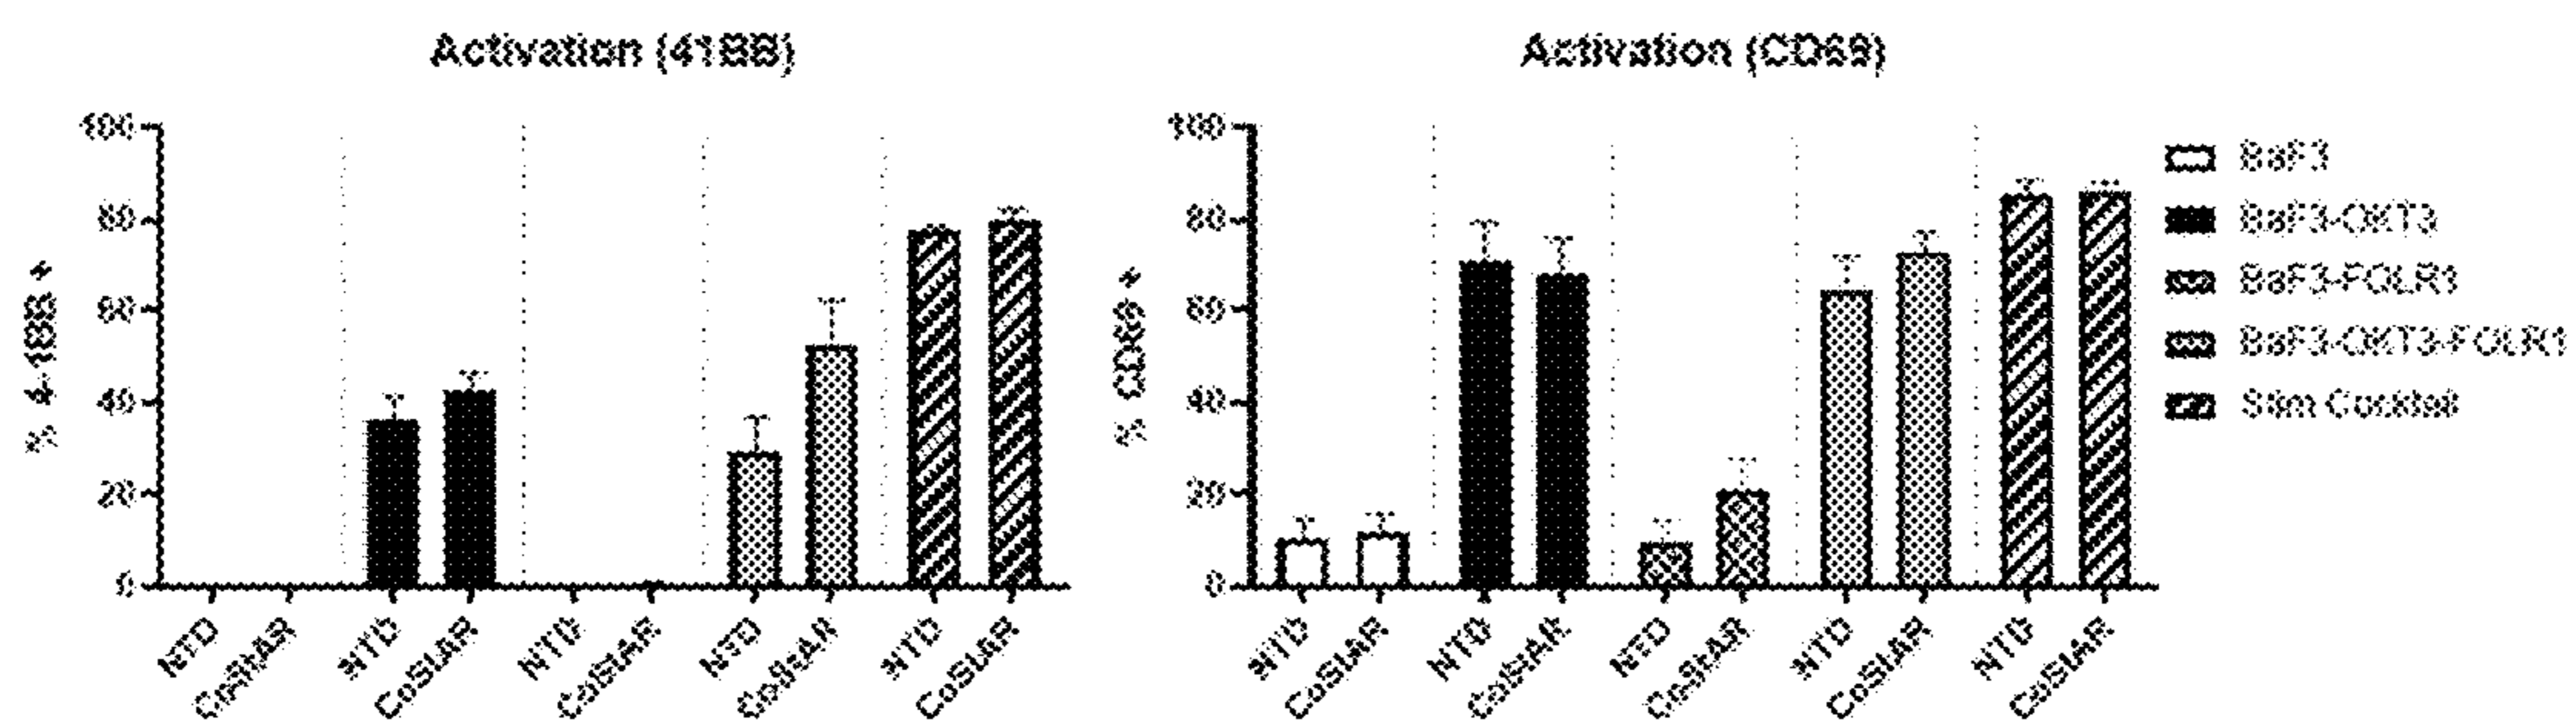 Activation (41BB)
% 4-1BB +
100
80
60
40
20
0
NTD
CoStAR
NTD
CoStAR
NTD
CoStAR
NTD
CoStAR
NTD
CoStAR
Activation (CD69)
% CD69 +
100
80
60
40
20
0
NTD
CoStAR
NTD
CoStAR
NTD
CoStAR
NTD
CoStAR
NTD
CoStAR
BaF3
BaF3-OKT3
BaF3-FOLR1
BaF3-OKT3-FOLR1
Stim Cocktail